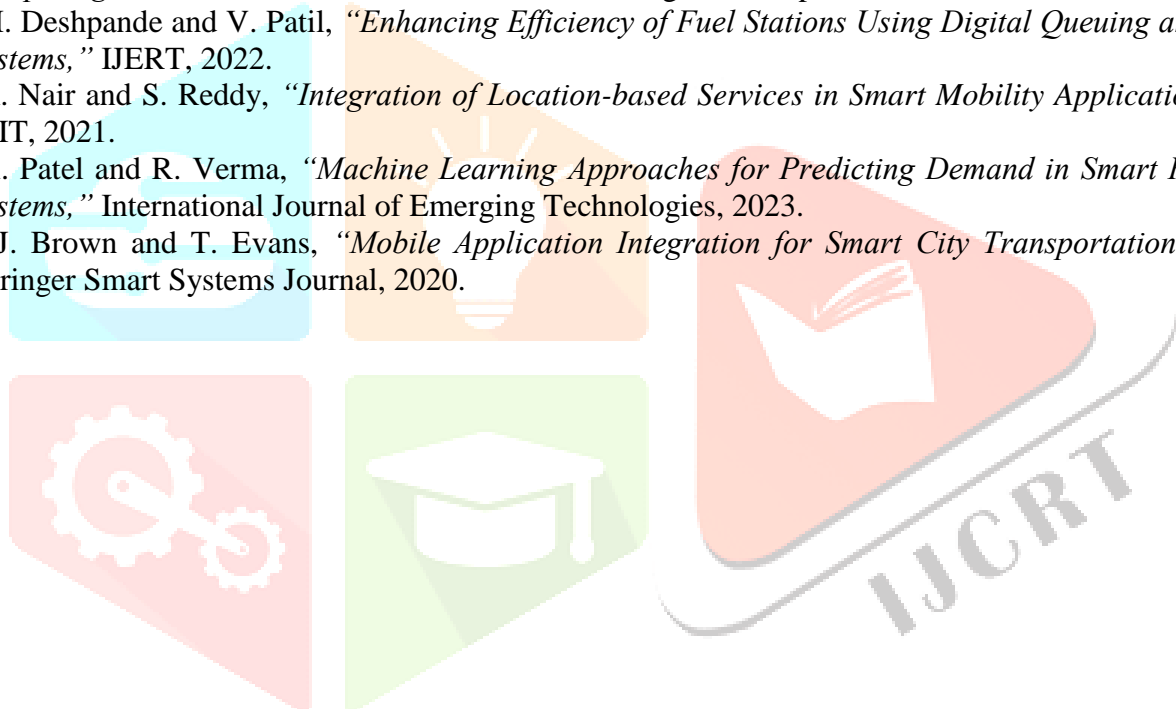 I. Deshpande and V. Patil, “Enhancing Efficiency of Fuel Stations Using Digital Queuing a
stems,” IJERT, 2022.
. Nair and S. Reddy, “Integration of Location-based Services in Smart Mobility Applicatio
IT, 2021.
. Patel and R. Verma, “Machine Learning Approaches for Predicting Demand in Smart
stems,” International Journal of Emerging Technologies, 2023.
J. Brown and T. Evans, “Mobile Application Integration for Smart City Transportation
ringer Smart Systems Journal, 2020.
IJCRT